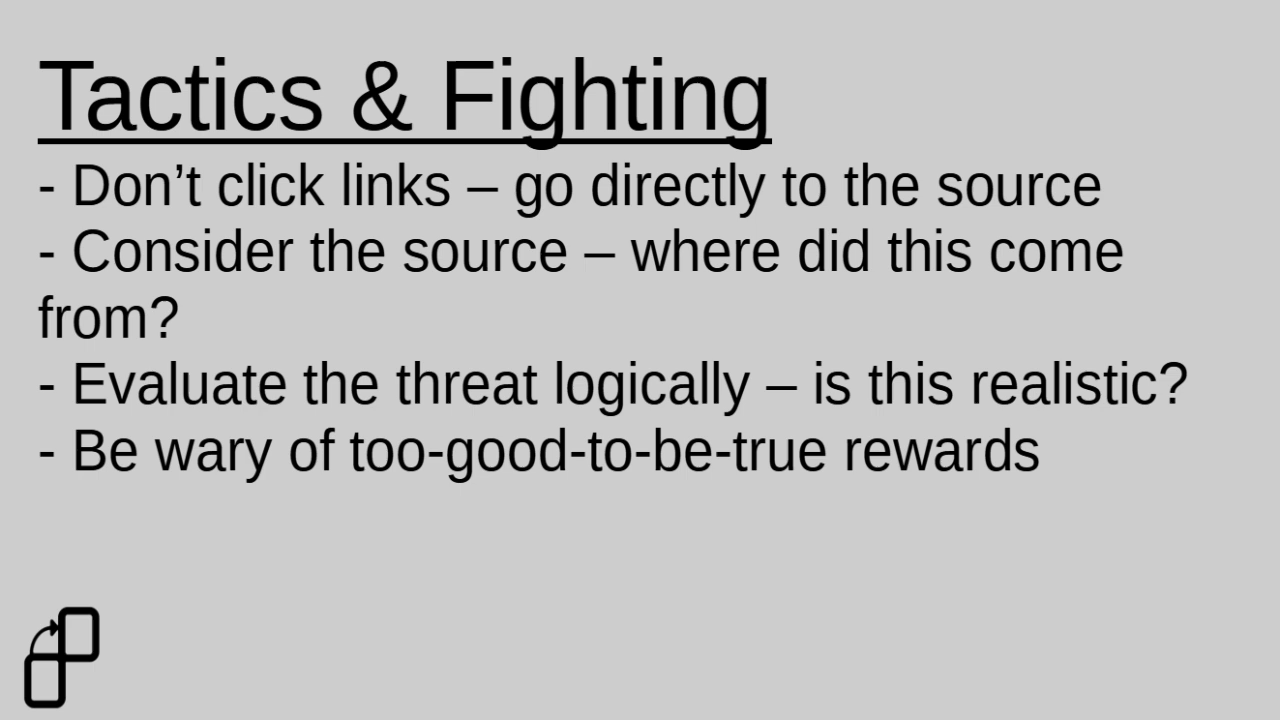 Tactics & Fighting
- Don’t click links – go directly to the source
- Consider the source – where did this come
from?
- Evaluate the threat logically – is this realistic?
- Be wary of too-good-to-be-true rewards